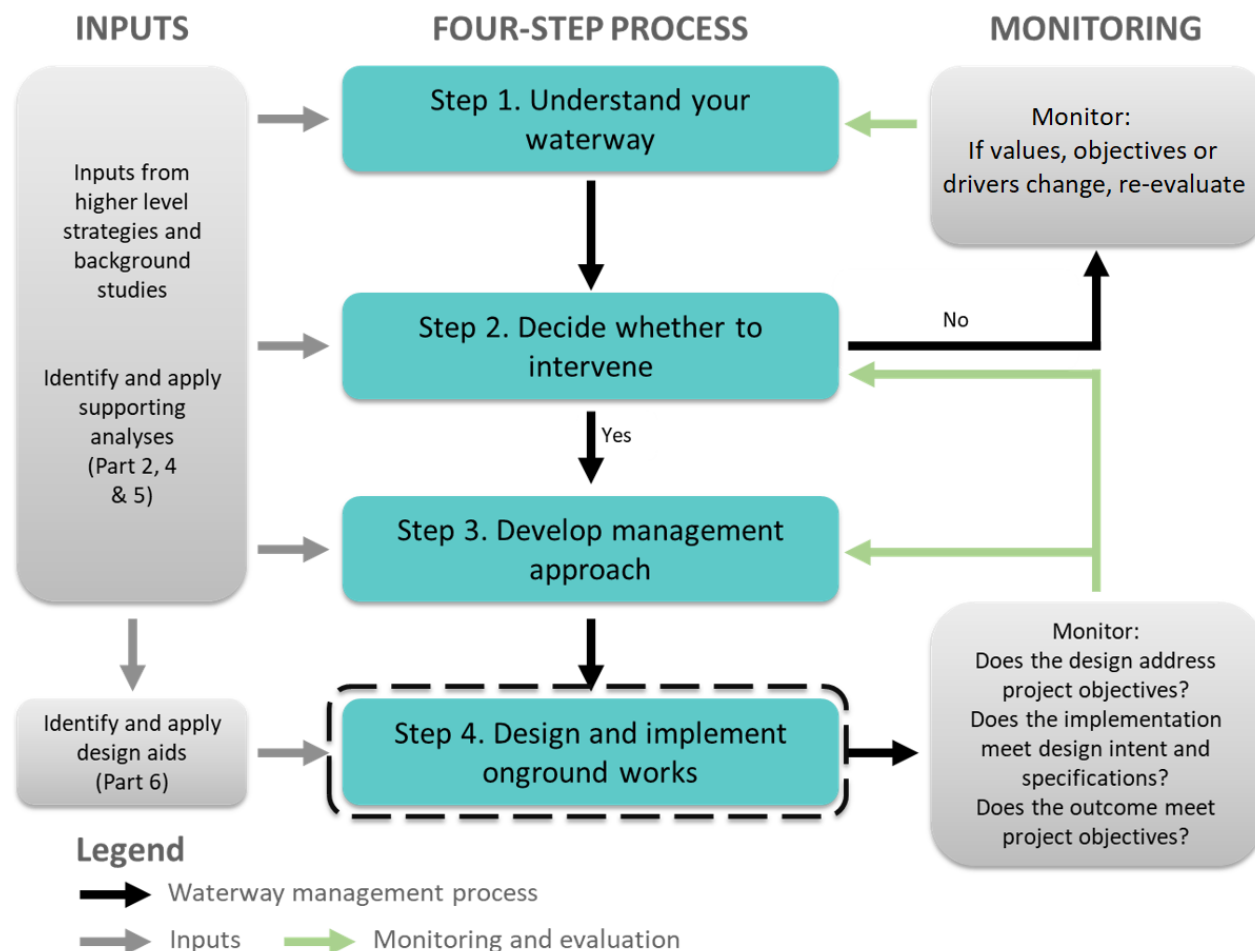 INPUTS
FOUR-STEP PROCESS
MONITORING
Inputs from
higher level
strategies and
background
studies
Identify and apply
supporting
analyses
(Part 2, 4
& 5)
Identify and apply
design aids
(Part 6)
Step 1. Understand your
waterway
Step 2. Decide whether to
intervene
No
Yes
Step 3. Develop management
approach
Step 4. Design and implement
onground works
Monitor:
If values, objectives or
drivers change, re-evaluate
Monitor:
Does the design address
project objectives?
Does the implementation
meet design intent and
specifications?
Does the outcome meet
project objectives?
Legend
Waterway management process
Inputs
Monitoring and evaluation